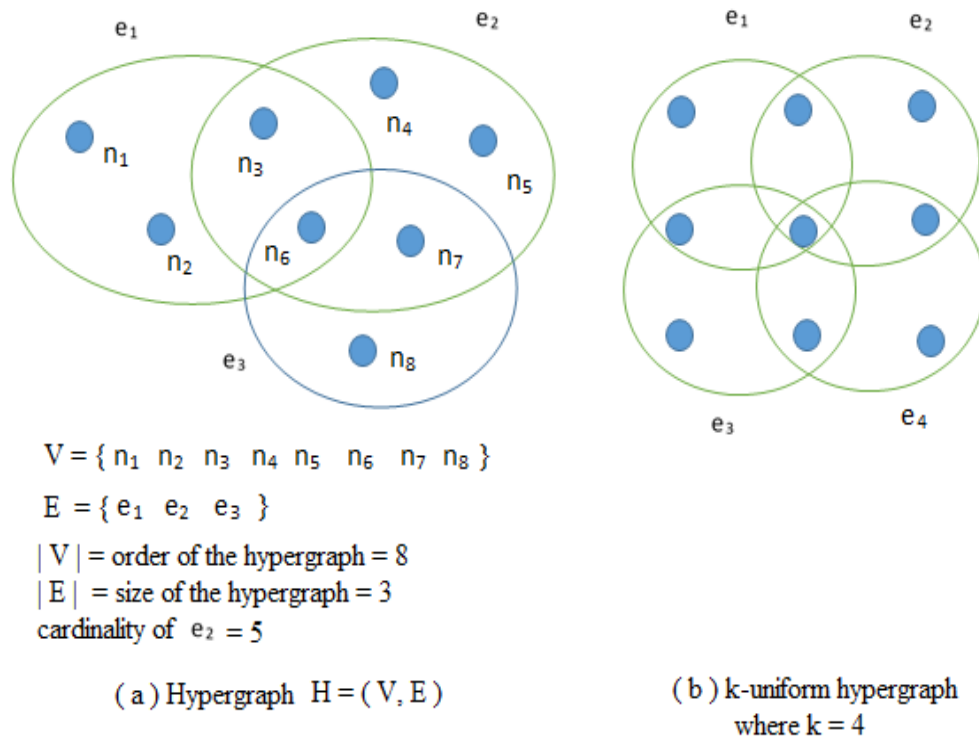 e₁ e₂
n₁ n₃ n₄ n₅
n₂ n₆ n₇
e₃ n₈
V = { n₁ n₂ n₃ n₄ n₅ n₆ n₇ n₈ }
E = { e₁ e₂ e₃ }
| V | = order of the hypergraph = 8
| E | = size of the hypergraph = 3
cardinality of e₂ = 5
( a ) Hypergraph H = ( V, E )
e₁ e₂
e₃ e₄
( b ) k-uniform hypergraph
where k = 4